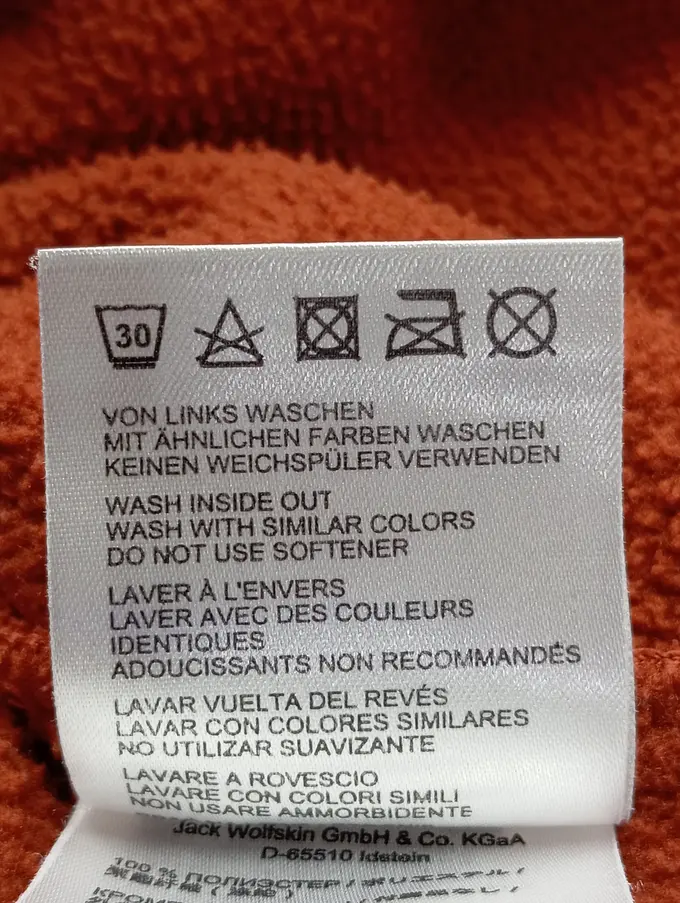 30
VON LINKS WASCHEN
MIT ÄHNLICHEN FARBEN WASCHEN
KEINEN WEICHSPÜLER VERWENDEN
WASH INSIDE OUT
WASH WITH SIMILAR COLORS
DO NOT USE SOFTENER
LAVER À L'ENVERS
LAVER AVEC DES COULEURS
IDENTIQUES
ADOUCISSANTS NON RECOMMANDÉS
LAVAR VUELTA DEL REVÉS
LAVAR CON COLORES SIMILARES
NO UTILIZAR SUAVIZANTE
LAVARE A ROVESCIO
LAVARE CON COLORI SIMILI
NON USARE AMMORBIDENTE
Jack Wolfskin GmbH & Co. KGaA
D-65510 Idstein
100 % ПОЛИЭСТЕР /